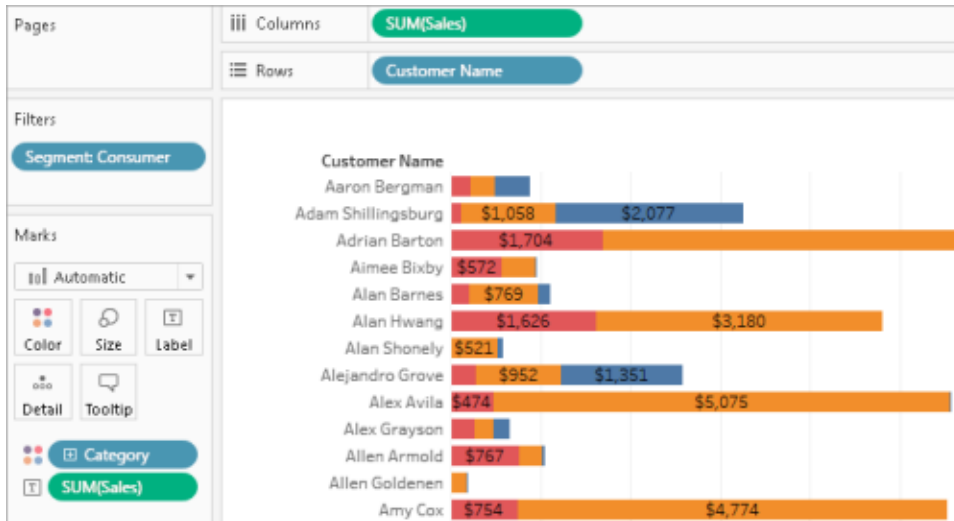 Pages
Columns
SUM(Sales)
Rows
Customer Name
Filters
Segment: Consumer
Marks
Automatic
Color
Size
Label
Detail
Tooltip
Category
SUM(Sales)
Customer Name
Aaron Bergman
Adam Shillingsburg $1,058 $2,077
Adrian Barton $1,704
Aimee Bixby $572
Alan Barnes $769
Alan Hwang $1,626 $3,180
Alan Shonely $521
Alejandro Grove $952 $1,351
Alex Avila $474 $5,075
Alex Grayson
Allen Armold $767
Allen Goldenen
Amy Cox $754 $4,774